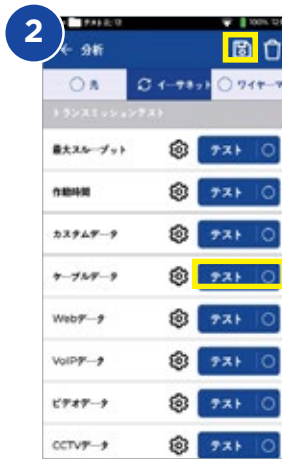 2
100%
← 分析
光
イーサネット
ワイヤーマ
トランスミッションテスト
最大スループット
テスト
作動時間
テスト
カスタムデータ
テスト
ケーブルデータ
テスト
Webデータ
テスト
VoIPデータ
テスト
ビデオデータ
テスト
CCTVデータ
テスト